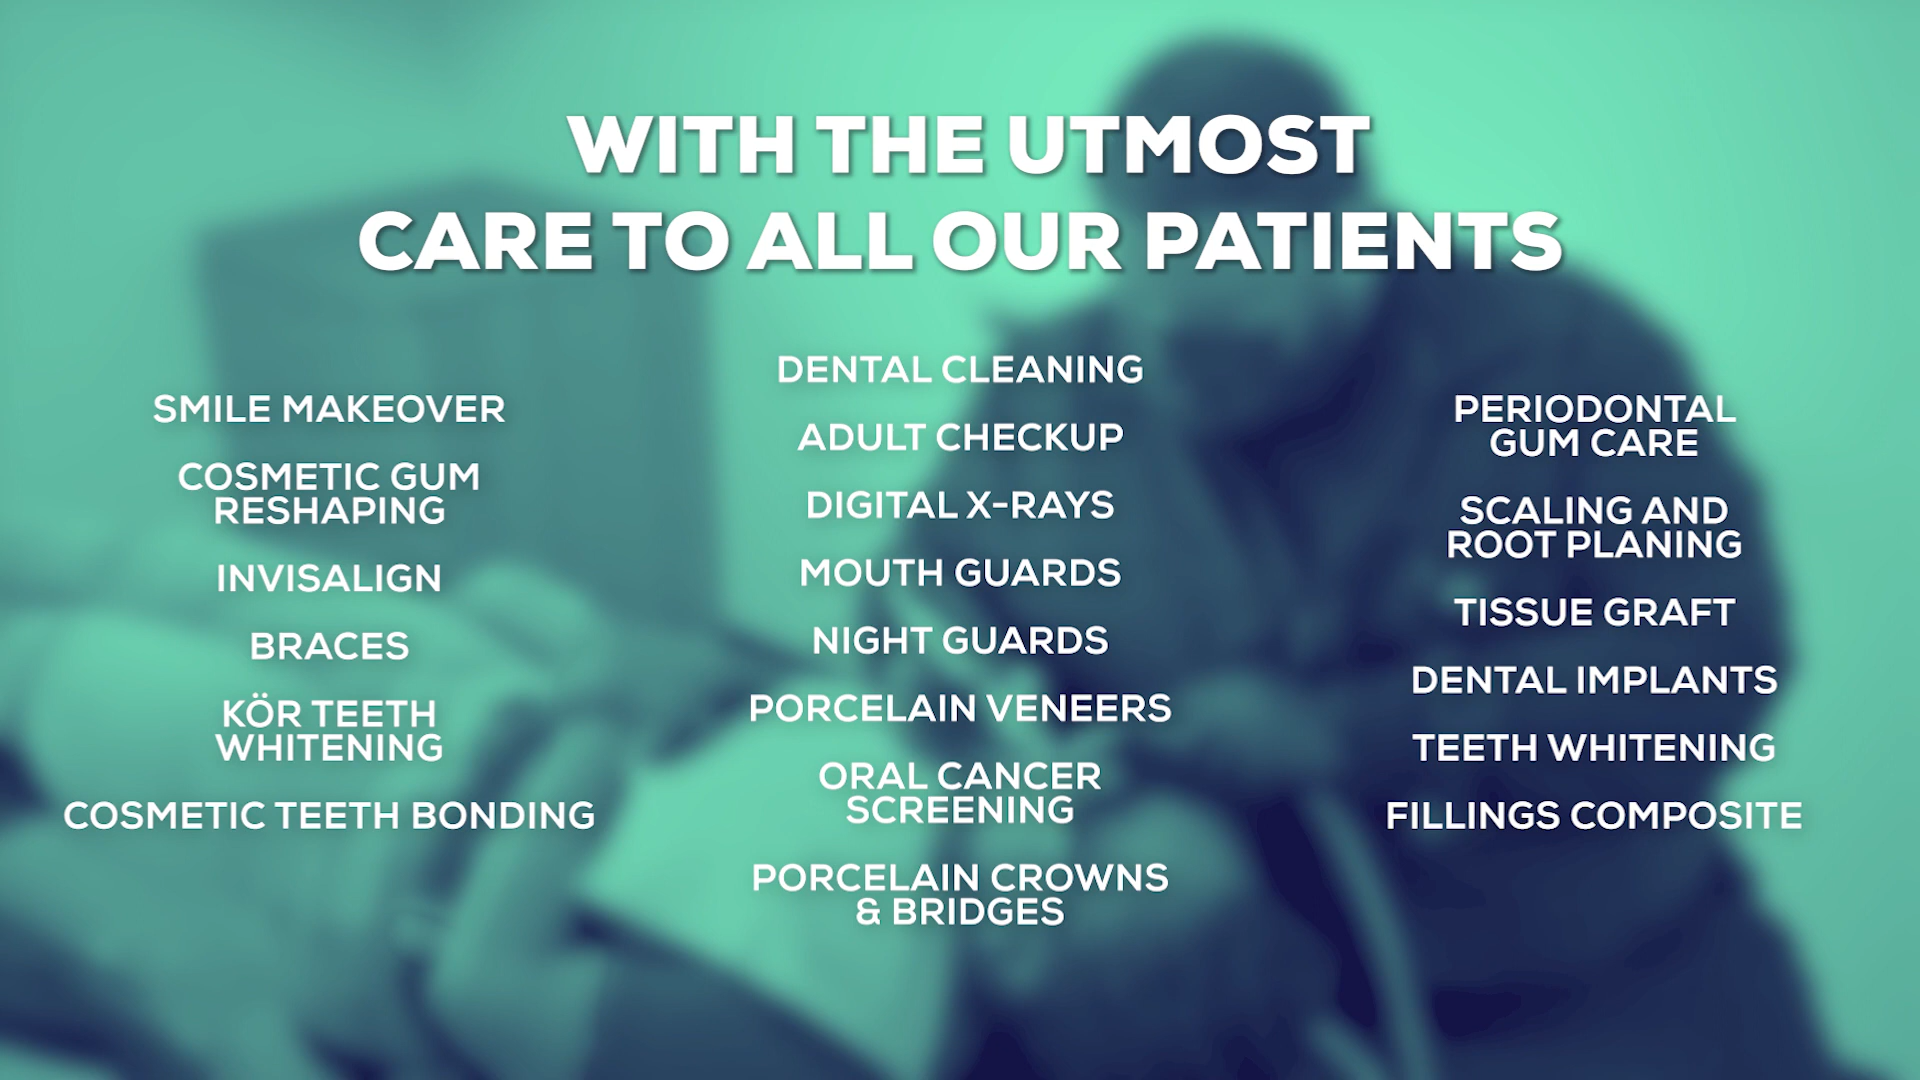 WITH THE UTMOST
CARE TO ALL OUR PATIENTS
SMILE MAKEOVER
COSMETIC GUM
RESHAPING
INVISALIGN
BRACES
KÖR TEETH
WHITENING
COSMETIC TEETH BONDING
DENTAL CLEANING
ADULT CHECKUP
DIGITAL X-RAYS
MOUTH GUARDS
NIGHT GUARDS
PORCELAIN VENEERS
ORAL CANCER
SCREENING
PORCELAIN CROWNS
& BRIDGES
PERIODONTAL
GUM CARE
SCALING AND
ROOT PLANING
TISSUE GRAFT
DENTAL IMPLANTS
TEETH WHITENING
FILLINGS COMPOSITE